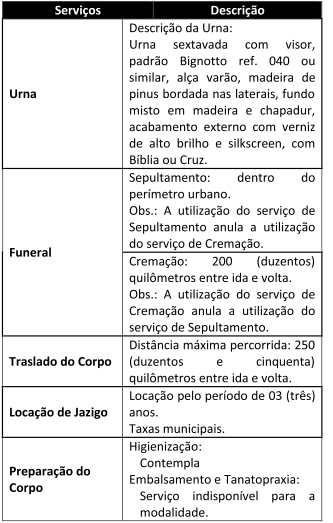 Serviços Descrição
Urna
Descrição da Urna:
Urna sextavada com visor,
padrão Bignotto ref. 040 ou
similar, alça varão, madeira de
pinus bordada nas laterais, fundo
misto em madeira e chapadur,
acabamento externo com verniz
de alto brilho e silkscreen, com
Bíblia ou Cruz.
Funeral
Sepultamento: dentro do
perímetro urbano.
Obs.: A utilização do serviço de
Sepultamento anula a utilização
do serviço de Cremação.
Cremação: 200 (duzentos)
quilômetros entre ida e volta.
Obs.: A utilização do serviço de
Cremação anula a utilização do
serviço de Sepultamento.
Traslado do Corpo
Distância máxima percorrida: 250
(duzentos e cinquenta)
quilômetros entre ida e volta.
Locação de Jazigo
Locação pelo período de 03 (três)
anos.
Taxas municipais.
Preparação do
Corpo
Higienização:
Contempla
Embalsamento e Tanatopraxia:
Serviço indisponível para a
modalidade.